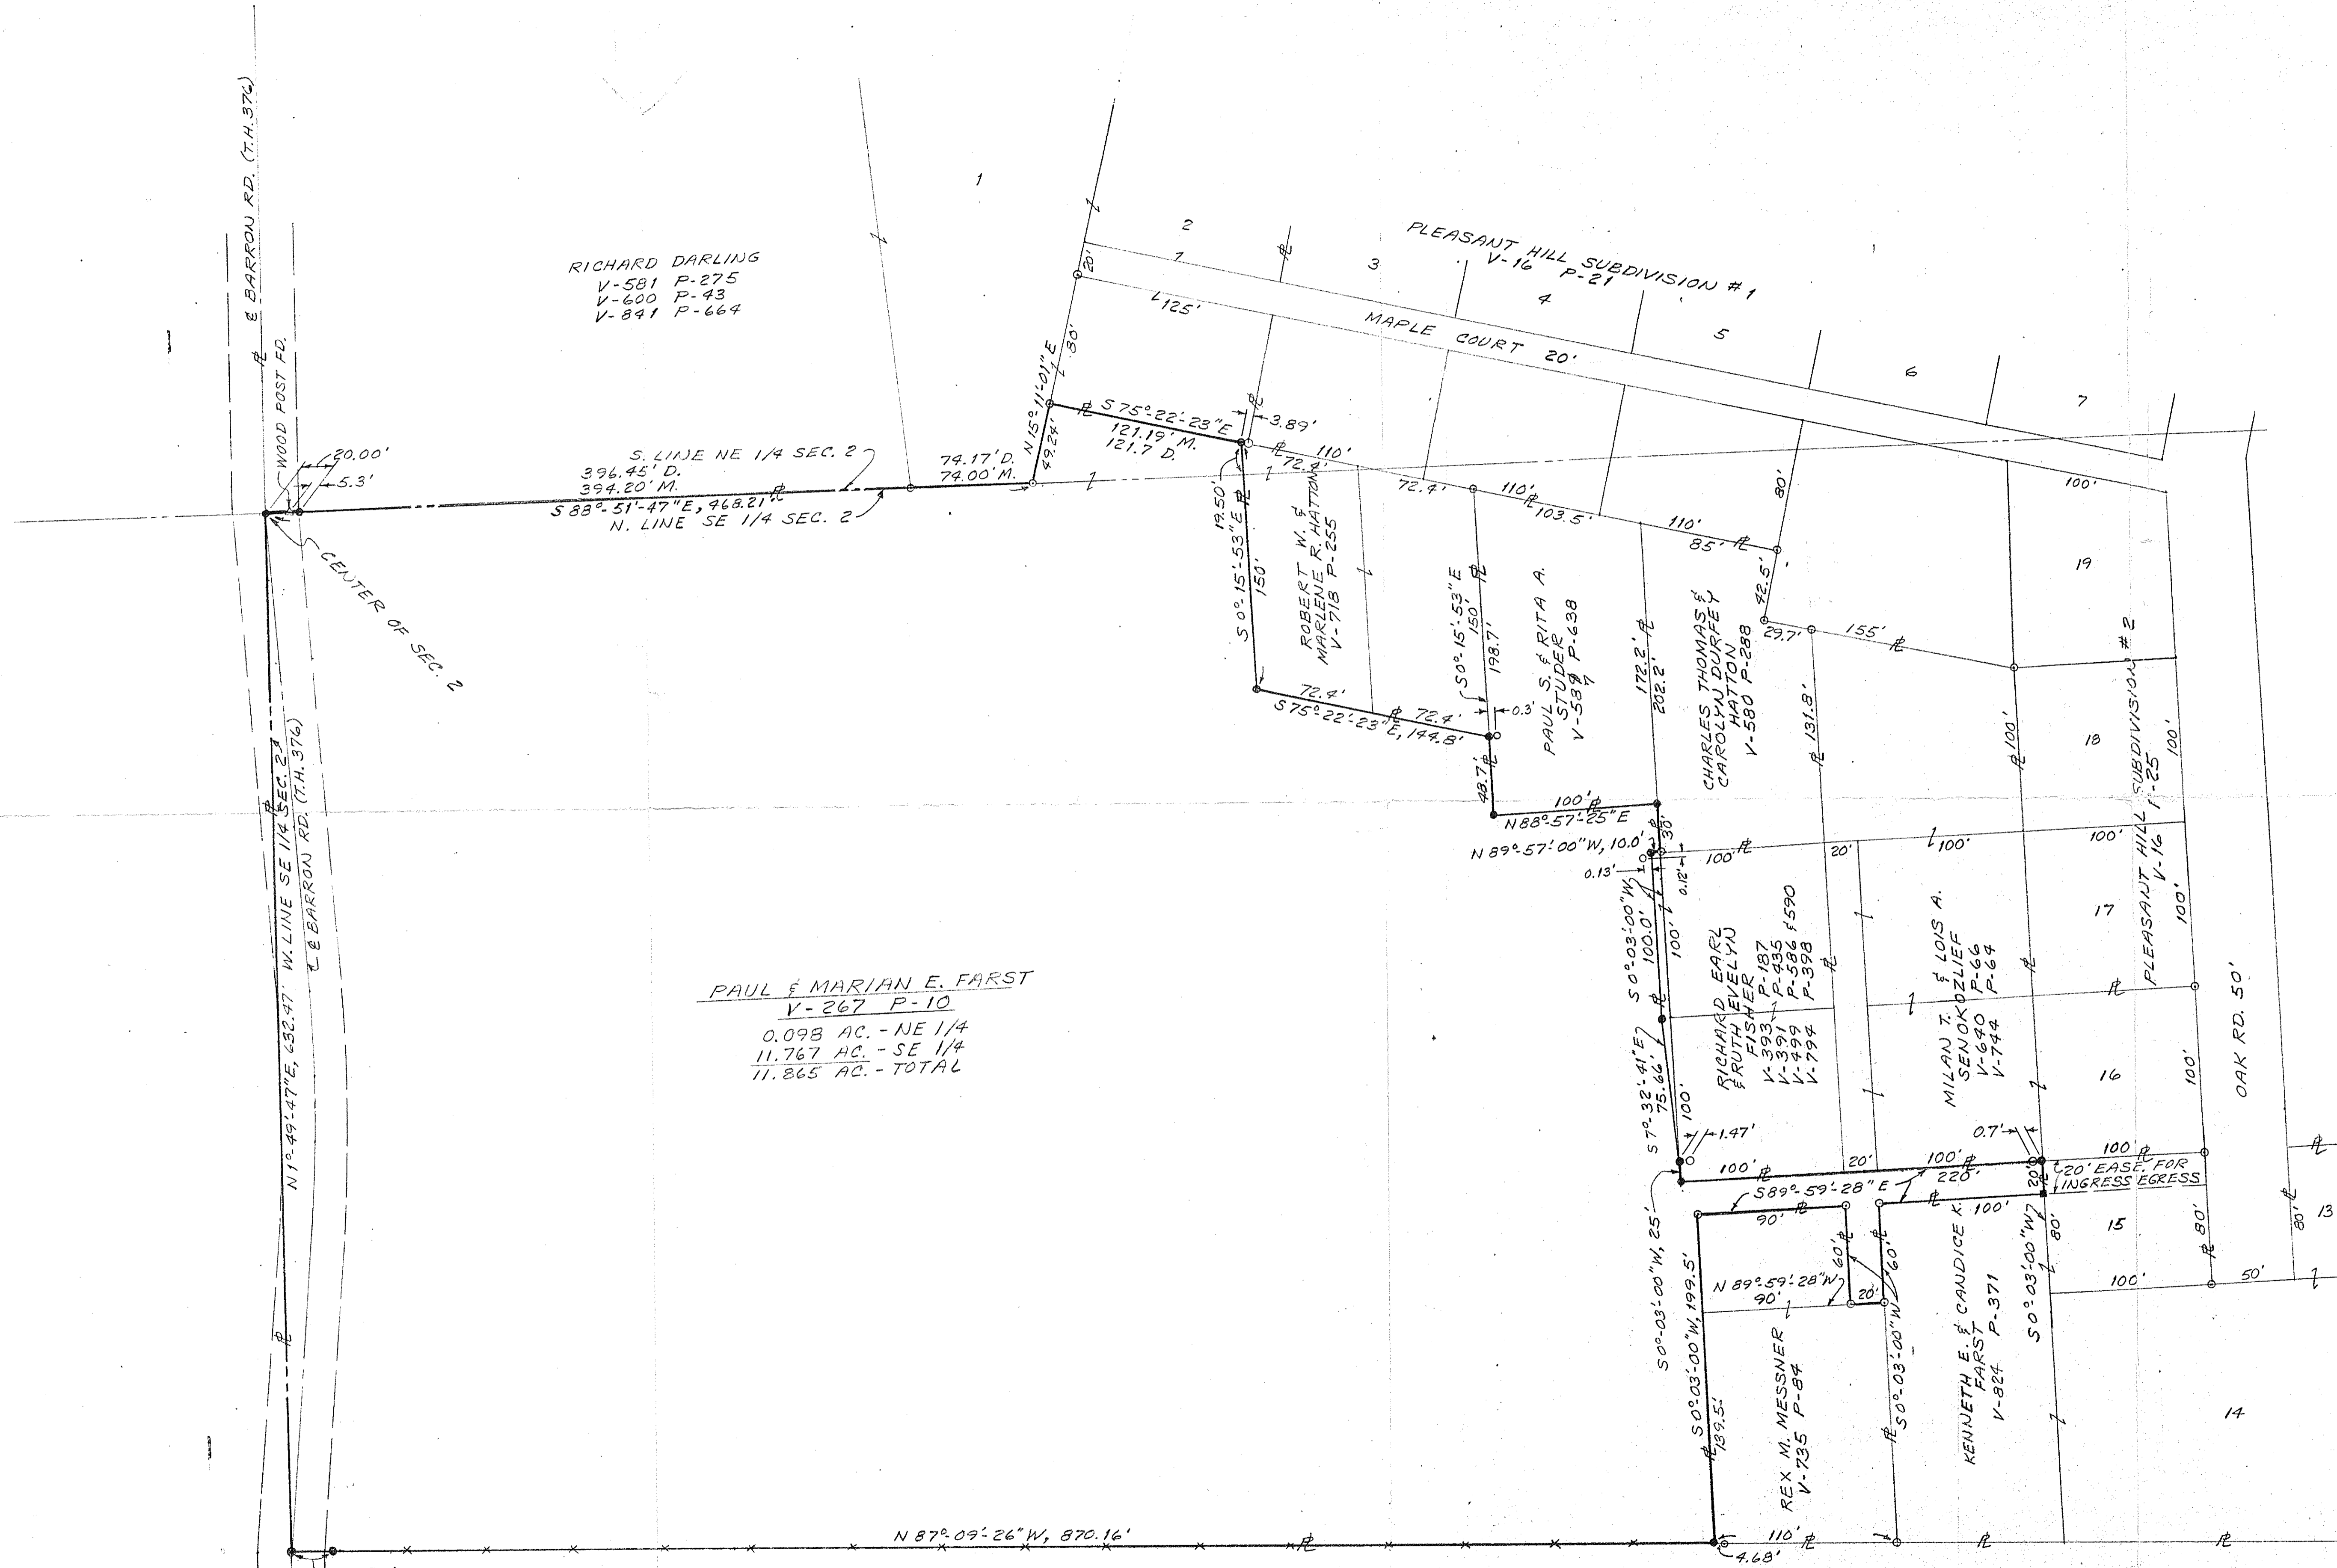 ℄ BARRON RD. (T.H. 376)
WOOD POST FD.
RICHARD DARLING
V-581 P-275
V-600 P-43
V-841 P-664
1
2
3
4
5
6
7
PLEASANT HILL SUBDIVISION #1
V-16 P-21
MAPLE COURT 20'
20'
125'
80'
N 15°-11'-01" E
49.24'
S 75°-22'-23" E
121.19' M.
121.7 D.
3.89'
110'
72.4'
72.4'
110'
103.5'
110'
85'
80'
42.5'
29.7'
155'
100'
20.00'
5.3'
S. LINE NE 1/4 SEC. 2
396.45' D.
394.20' M.
S 88°-51'-47" E, 468.21'
N. LINE SE 1/4 SEC. 2
74.17' D.
74.00' M.
CENTER OF SEC. 2
19.50'
S 0°-15'-53" E
150'
ROBERT W. &
MARLENE R. HATTON
V-718 P-255
72.4'
72.4'
S 75°-22'-23" E, 144.8'
S 0°-15'-53" E
150'
198.7'
0.3'
48.7'
PAUL S. & RITA A.
STUDER
V-589 P-638
7
172.2'
202.2'
CHARLES THOMAS &
CAROLYN DURFEY
HATTON
V-580 P-288
131.8'
100'
19
18
17
16
15
14
13
PLEASANT HILL SUBDIVISION #2
V-16 P-25
100'
100'
100'
OAK RD. 50'
100'
N 88°-57'-25" E
30'
N 89°-57'-00" W, 10.0'
0.13'
0.12'
100'
20'
100'
100'
S 0°-03'-00" W
100.0'
100'
S 7°-32'-41" E
75.66'
100'
RICHARD EARL
& RUTH EVELYN
FISHER
V-393 P-187
V-391 P-435
V-499 P-586 & 590
V-794 P-398
MILAN T. & LOIS A.
SENOKOZLIEF
V-640 P-66
V-744 P-64
W. LINE SE 1/4 SEC. 2
N 1°-49'-47" E, 632.47'
℄ BARRON RD. (T.H. 376)
PAUL & MARIAN E. FARST
V-267 P-10
0.098 AC. - NE 1/4
11.767 AC. - SE 1/4
11.865 AC. - TOTAL
1.47'
0.7'
100'
20'
100'
220'
100'
20'
20' EASE. FOR
INGRESS EGRESS
S 89°-59'-28" E
90'
100'
S 0°-03'-00" W, 25'
60'
60'
N 89°-59'-28" W
90'
20'
S 0°-03'-00" W, 199.5'
139.5'
REX M. MESSNER
V-735 P-84
S 0°-03'-00" W
KENNETH E. & CANDICE K.
FARST
V-824 P-371
S 0°-03'-00" W
80'
80'
80'
100'
50'
N 87°-09'-26" W, 870.16'
110'
4.68'